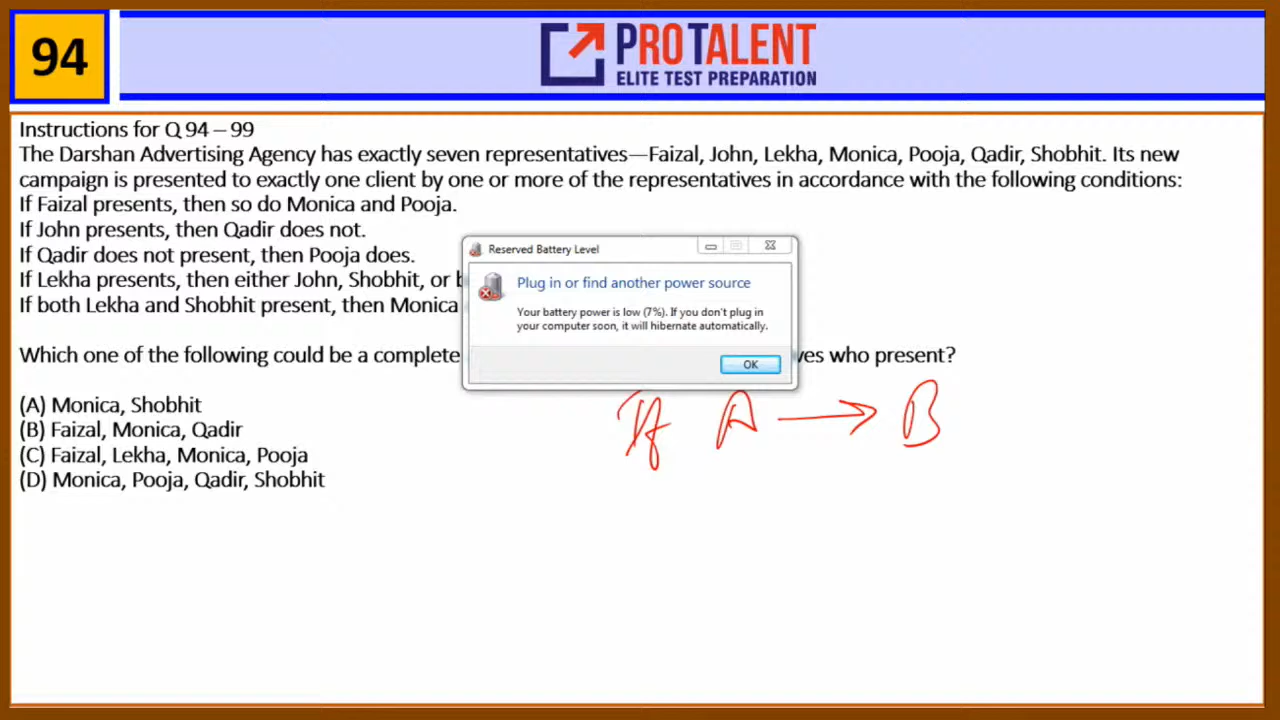 94
PROTALENT
ELITE TEST PREPARATION
Instructions for Q 94 – 99
The Darshan Advertising Agency has exactly seven representatives—Faizal, John, Lekha, Monica, Pooja, Qadir, Shobhit. Its new
campaign is presented to exactly one client by one or more of the representatives in accordance with the following conditions:
If Faizal presents, then so do Monica and Pooja.
If John presents, then Qadir does not.
If Qadir does not present, then Pooja does.
If Lekha presents, then either John, Shobhit, or
If both Lekha and Shobhit present, then Monica
Reserved Battery Level
Plug in or find another power source
Your battery power is low (7%). If you don't plug in
your computer soon, it will hibernate automatically.
OK
Which one of the following could be a complete who present?
(A) Monica, Shobhit
(B) Faizal, Monica, Qadir
(C) Faizal, Lekha, Monica, Pooja
(D) Monica, Pooja, Qadir, Shobhit
If A → B